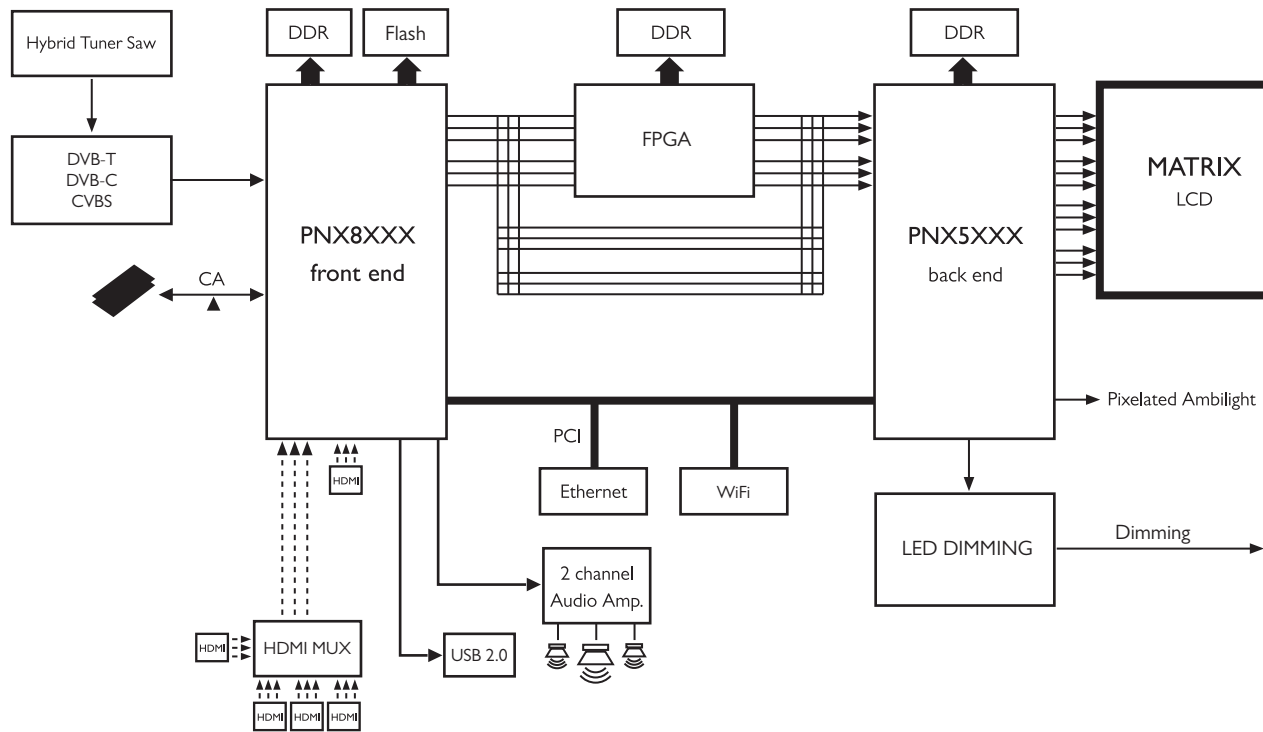 Hybrid Tuner Saw
DDR
Flash
DDR
DDR
DVB-T
DVB-C
CVBS
FPGA
MATRIX
LCD
PNX8XXX
front end
PNX5XXX
back end
CA
Pixelated Ambilight
PCI
HDMI
Ethernet
WiFi
LED DIMMING
Dimming
2 channel
Audio Amp.
HDMI
HDMI MUX
USB 2.0
HDMI
HDMI
HDMI